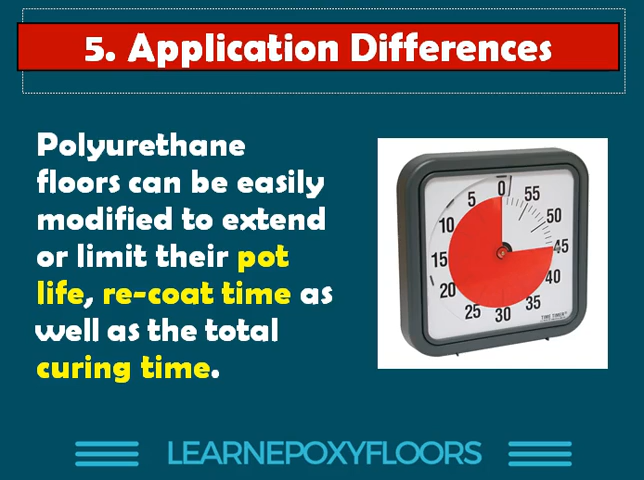 5. Application Differences
Polyurethane
floors can be easily
modified to extend
or limit their pot
life, re-coat time as
well as the total
curing time.
0
55
50
45
40
35
30
25
20
15
10
5
TIME TIMER
LEARNEPOXYFLOORS